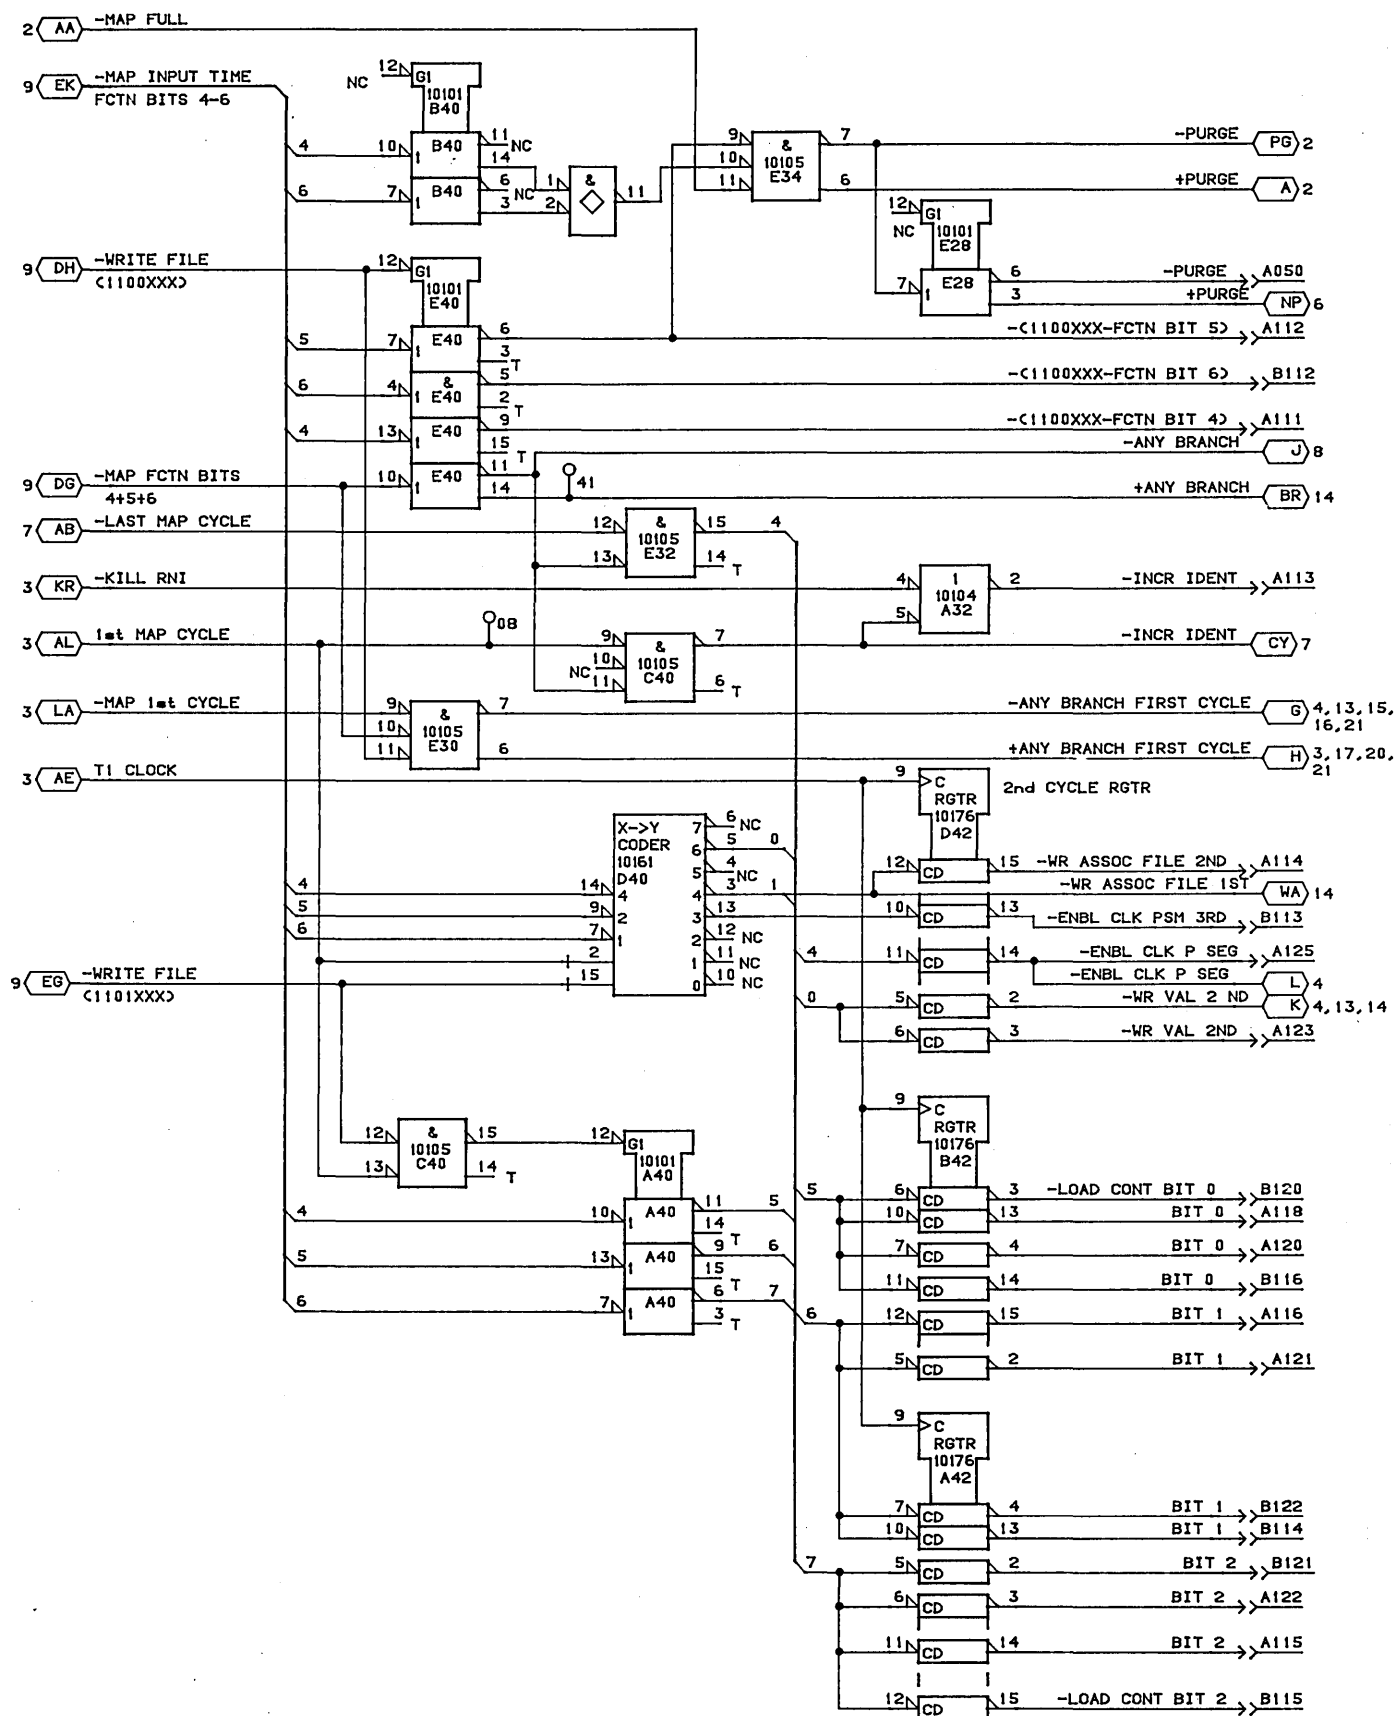 2 AA -MAP FULL
9 EK -MAP INPUT TIME
FCTN BITS 4-6
12 G1
NC
10101
B40
4 10 1 B40 11 NC
14
6 7 1 B40 6 NC
3
1 & 11
2
9 & 7
10 10105
11 E34 6
-PURGE PG 2
+PURGE A 2
12 G1
NC 10101
E28
7 1 E28 6 -PURGE A050
3 +PURGE NP 6
9 DH -WRITE FILE
(1100XXX)
12 G1
10101
E40
5 7 1 E40 6 -(1100XXX-FCTN BIT 5) A112
3 T
6 4 1 & E40 5 -(1100XXX-FCTN BIT 6) B112
2 T
4 13 1 E40 9 -(1100XXX-FCTN BIT 4) A111
15 T
9 DG -MAP FCTN BITS
4+5+6
10 1 E40 11 -ANY BRANCH J 8
14 41 +ANY BRANCH BR 14
7 AB -LAST MAP CYCLE
12 & 15 4
10105
13 E32 14 T
3 KR -KILL RNI
4 1 2 -INCR IDENT A113
10104
5 A32
3 AL 1st MAP CYCLE
08
9 & 7 -INCR IDENT CY 7
NC 10 10105
11 C40 6 T
3 LA -MAP 1st CYCLE
9 & 7 -ANY BRANCH FIRST CYCLE G 4,13,15,
16,21
10 10105
11 E30 6 +ANY BRANCH FIRST CYCLE H 3,17,20,
21
3 AE T1 CLOCK
9 C
RGTR
10176
D42
2nd CYCLE RGTR
X->Y
CODER
10161
D40
7 6 NC
6 5 0
5 4 NC
4 3 1
3 13
2 12 NC
1 11 NC
0 10 NC
4 14 4
5 9 2
6 7 1
2
15
9 EG -WRITE FILE
(1101XXX)
12 CD 15 -WR ASSOC FILE 2ND A114
-WR ASSOC FILE 1ST WA 14
10 CD 13 -ENBL CLK PSM 3RD B113
4 11 CD 14 -ENBL CLK P SEG A125
-ENBL CLK P SEG L 4
0 5 CD 2 -WR VAL 2 ND K 4,13,14
6 CD 3 -WR VAL 2ND A123
9 C
RGTR
10176
B42
12 & 15
10105
13 C40 14 T
12 G1
10101
A40
4 10 1 A40 11 5
14 T
5 13 1 A40 9 6
15 T
6 7 1 A40 6 7
3 T
5 6 CD 3 -LOAD CONT BIT 0 B120
10 CD 13 BIT 0 A118
7 CD 4 BIT 0 A120
11 CD 14 BIT 0 B116
6 12 CD 15 BIT 1 A116
5 CD 2 BIT 1 A121
9 C
RGTR
10176
A42
7 CD 4 BIT 1 B122
10 CD 13 BIT 1 B114
7 5 CD 2 BIT 2 B121
6 CD 3 BIT 2 A122
11 CD 14 BIT 2 A115
12 CD 15 -LOAD CONT BIT 2 B115